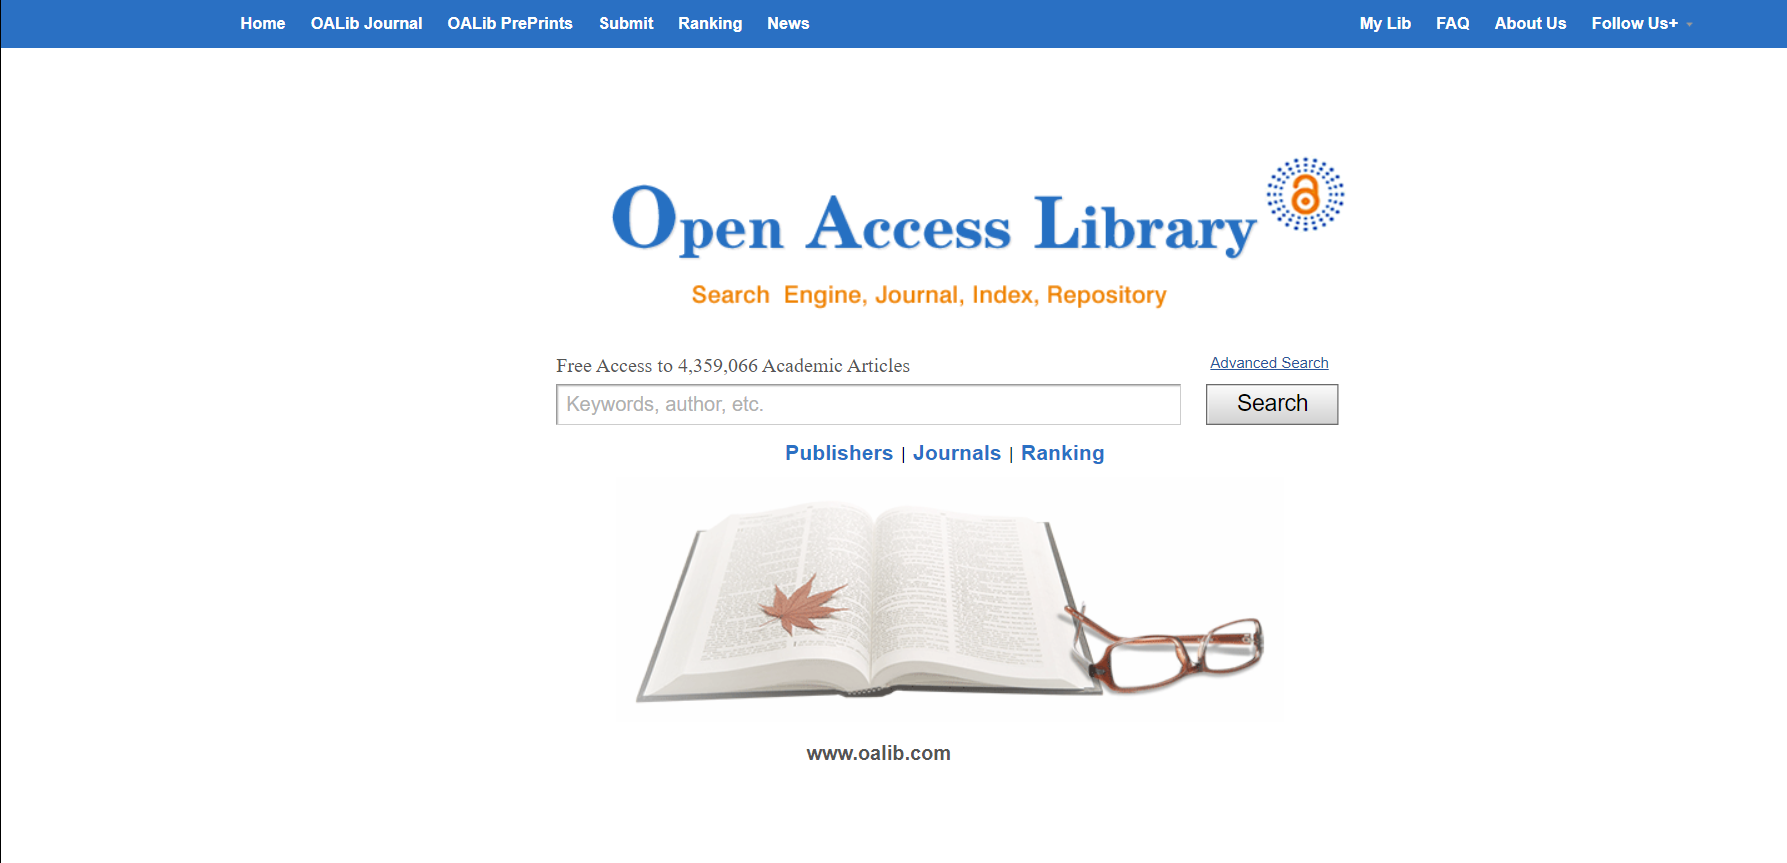 Home OALib Journal OALib PrePrints Submit Ranking News My Lib FAQ About Us Follow Us+
Open Access Library
Search Engine, Journal, Index, Repository
Free Access to 4,359,066 Academic Articles Advanced Search
Keywords, author, etc. Search
Publishers | Journals | Ranking
www.oalib.com